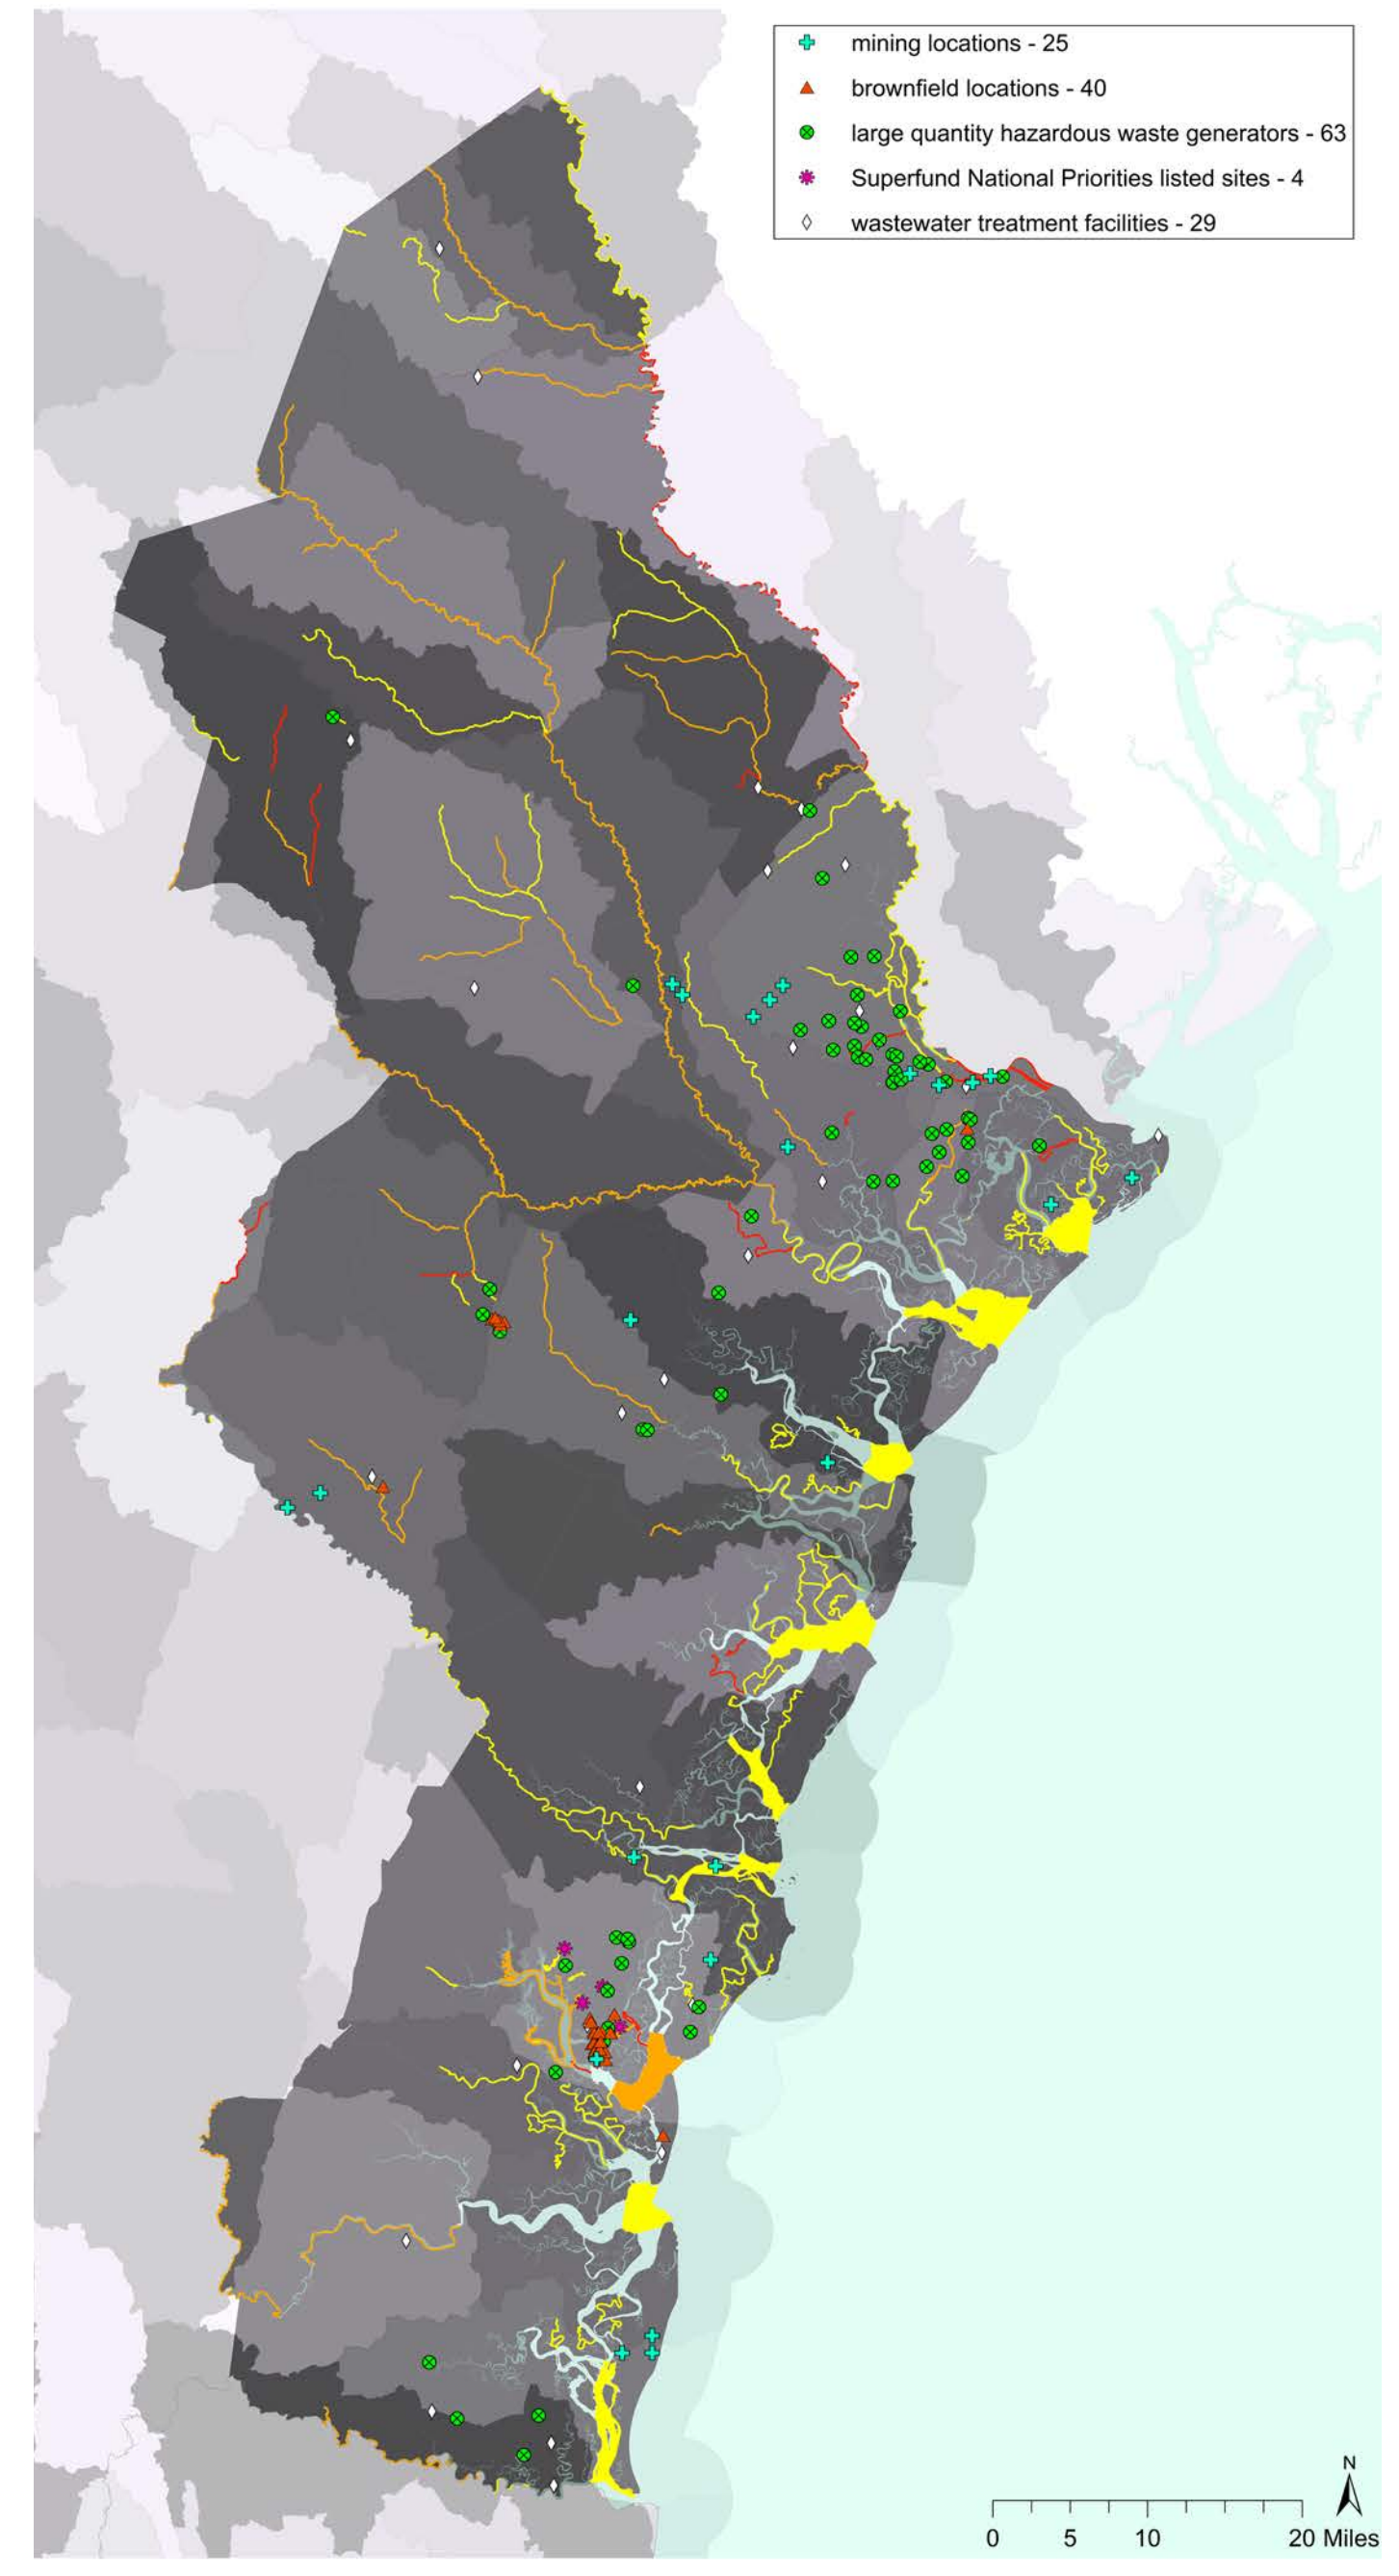 mining locations - 25
brownfield locations - 40
large quantity hazardous waste generators - 63
Superfund National Priorities listed sites - 4
wastewater treatment facilities - 29
N
0 5 10 20 Miles